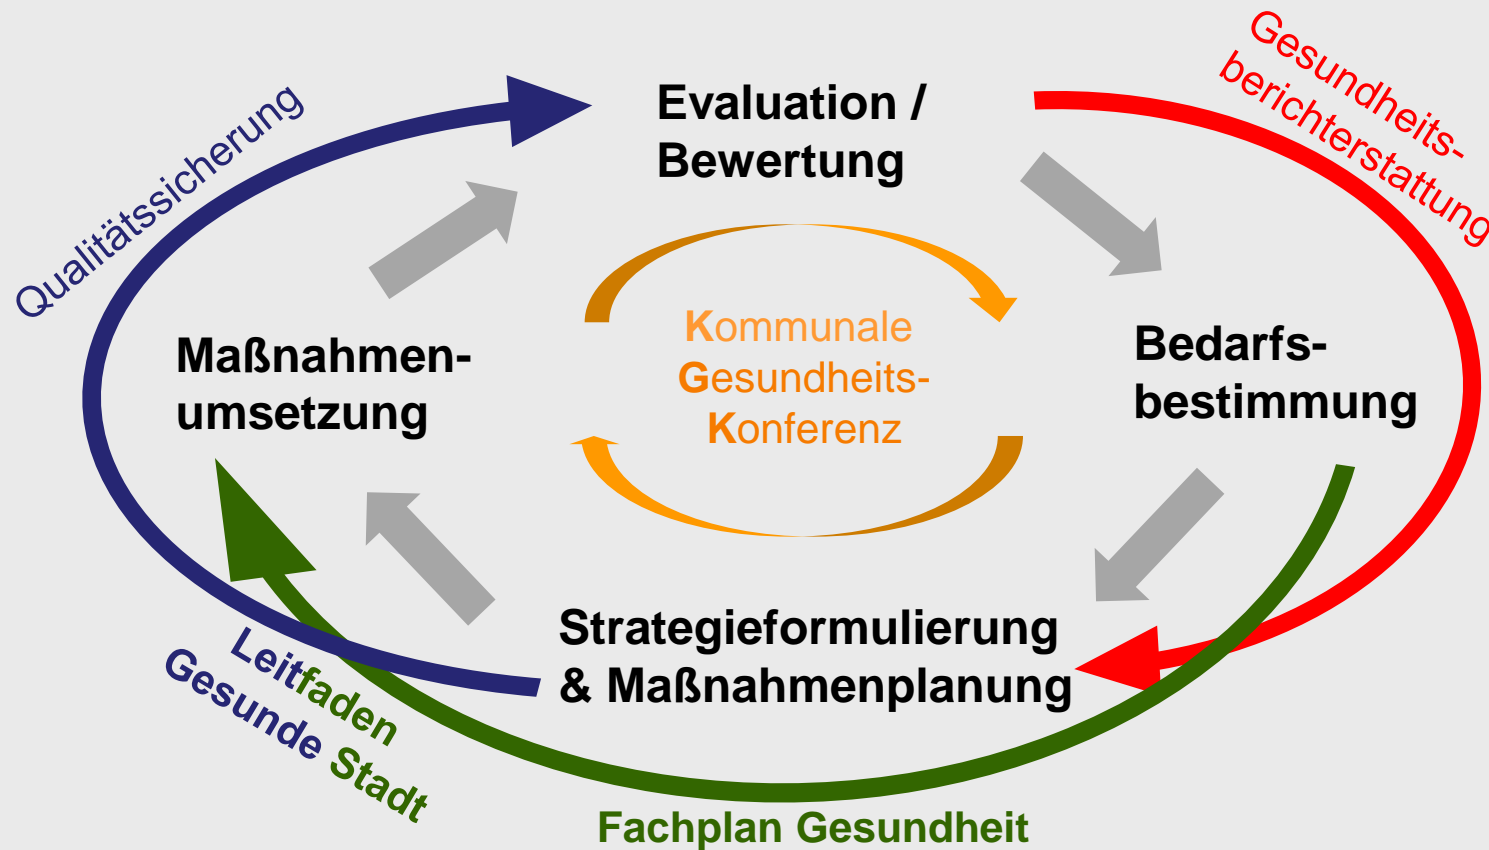 Evaluation /
Bewertung
Gesundheits-
berichterstattung
Qualitätssicherung
Kommunale
Gesundheits-
Konferenz
Bedarfs-
bestimmung
Maßnahmen-
umsetzung
Strategieformulierung
& Maßnahmenplanung
Leitfaden
Gesunde Stadt
Fachplan Gesundheit